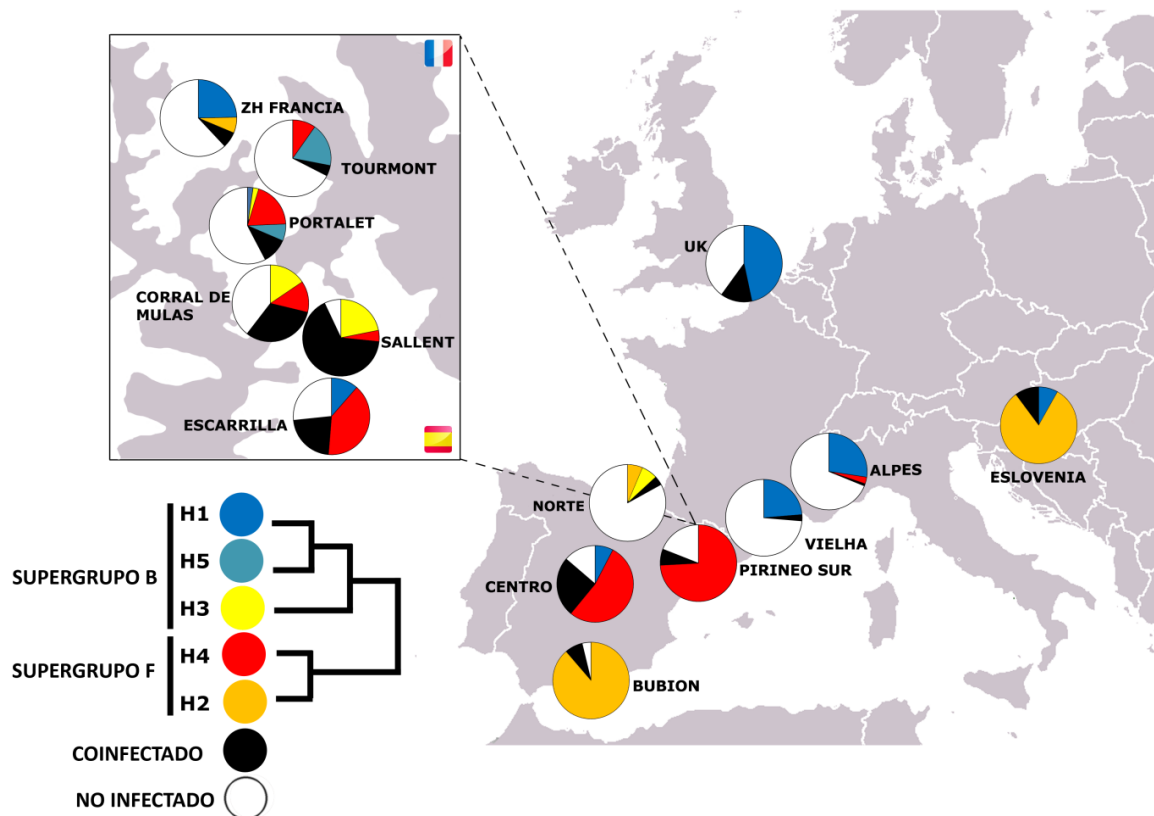 ZH FRANCIA
TOURMONT
PORTALET
CORRAL DE
MULAS
SALLENT
ESCARRILLA
UK
ESLOVENIA
ALPES
NORTE
VIELHA
PIRINEO SUR
CENTRO
BUBION
SUPERGRUPO B
H1
H5
H3
SUPERGRUPO F
H4
H2
COINFECTADO
NO INFECTADO